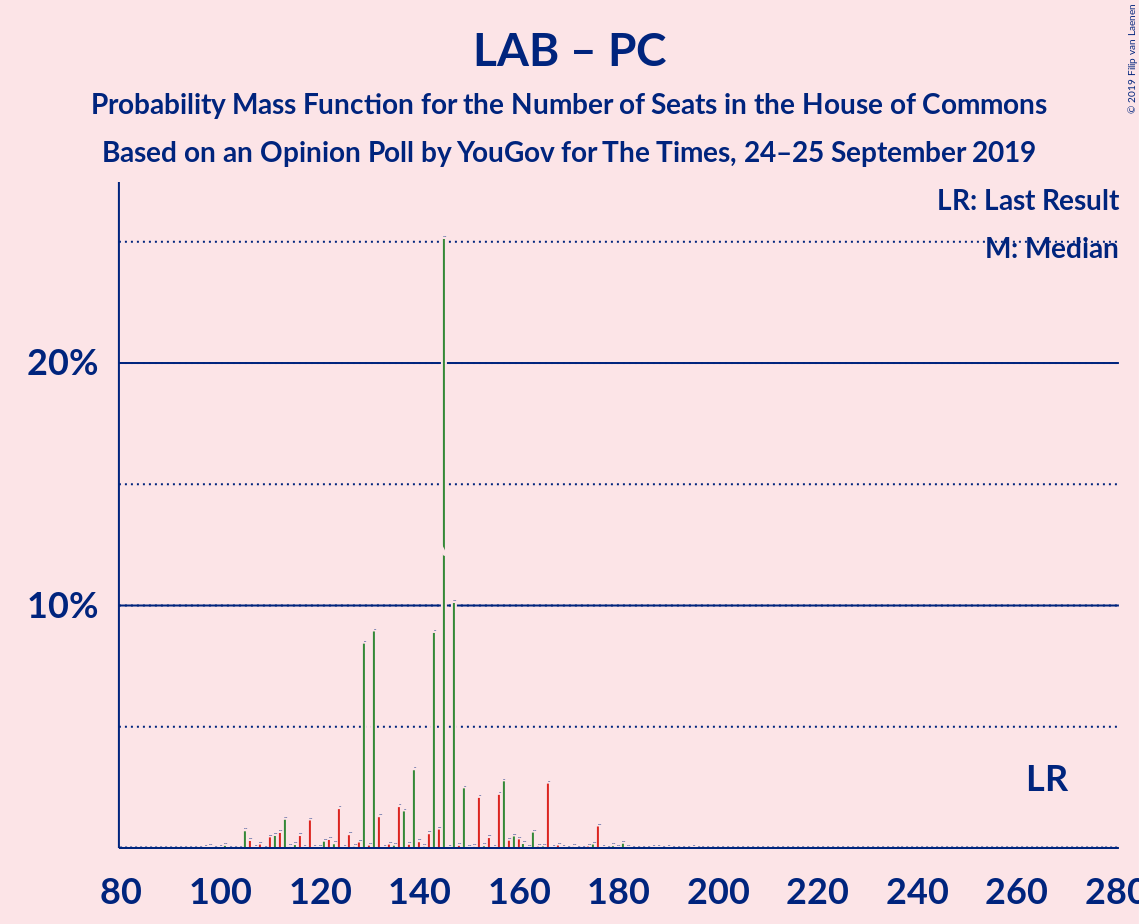 LAB – PC
Probability Mass Function for the Number of Seats in the House of Commons
Based on an Opinion Poll by YouGov for The Times, 24–25 September 2019
© 2019 Filip van Laenen
LR: Last Result
M: Median
20%
10%
LR
80 100 120 140 160 180 200 220 240 260 280